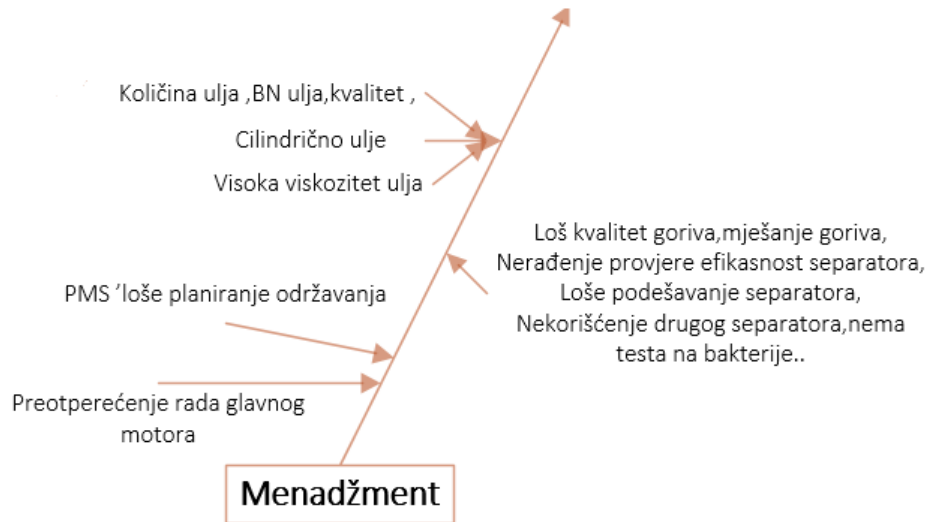 Količina ulja ,BN ulja,kvalitet ,
Cilindrično ulje
Visoka viskozitet ulja
Loš kvalitet goriva,mješanje goriva,
Nerađenje provjere efikasnost separatora,
Loše podešavanje separatora,
Nekorišćenje drugog separatora,nema
testa na bakterije..
PMS ’loše planiranje održavanja
Preotperećenje rada glavnog
motora
Menadžment